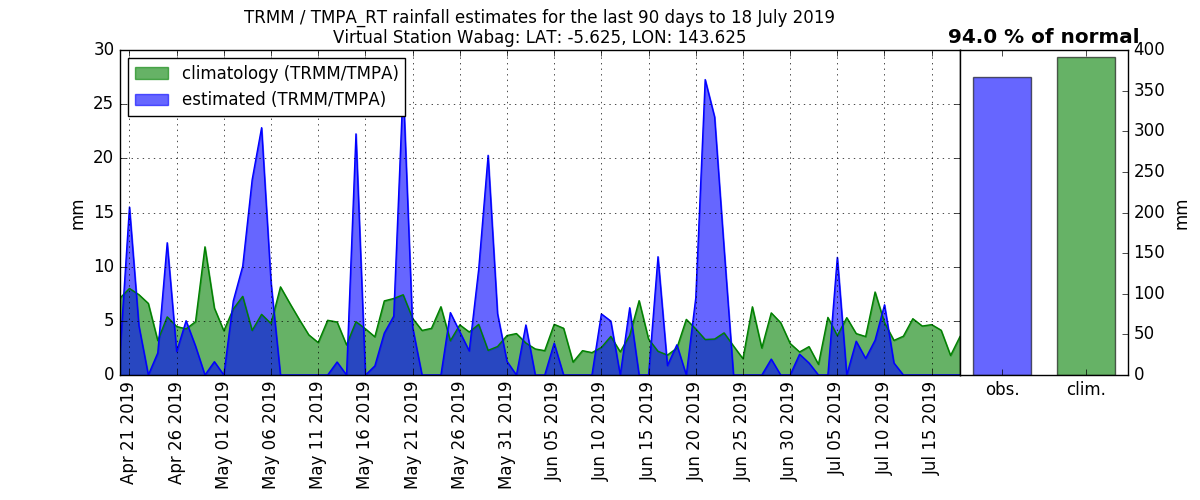 TRMM / TMPA_RT rainfall estimates for the last 90 days to 18 July 2019
Virtual Station Wabag: LAT: -5.625, LON: 143.625
94.0 % of normal
climatology (TRMM/TMPA)
estimated (TRMM/TMPA)
mm
30
25
20
15
10
5
0
Apr 21 2019
Apr 26 2019
May 01 2019
May 06 2019
May 11 2019
May 16 2019
May 21 2019
May 26 2019
May 31 2019
Jun 05 2019
Jun 10 2019
Jun 15 2019
Jun 20 2019
Jun 25 2019
Jun 30 2019
Jul 05 2019
Jul 10 2019
Jul 15 2019
400
350
300
250
200
150
100
50
0
mm
obs.
clim.